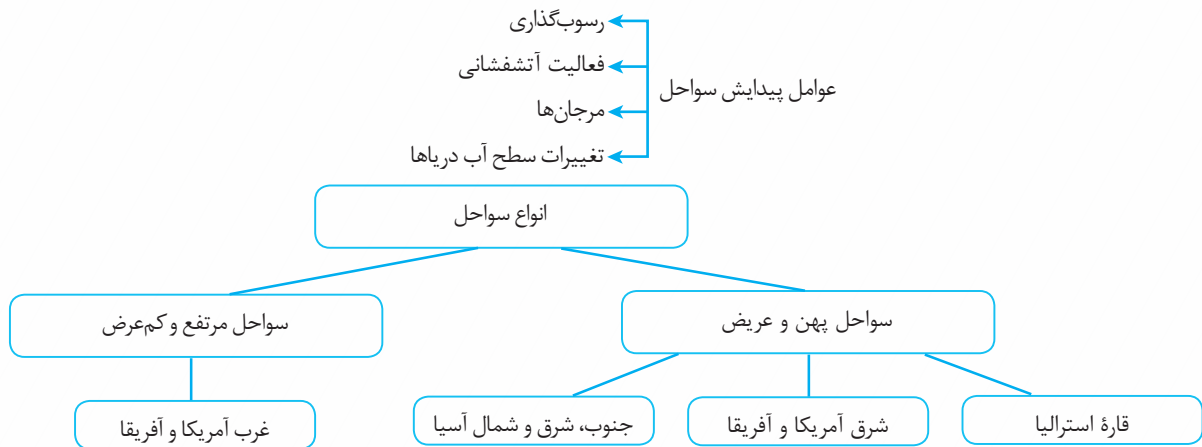 عوامل پیدایش سواحل
رسوب‌گذاری
فعالیت آتشفشانی
مرجان‌ها
تغییرات سطح آب دریاها
انواع سواحل
سواحل پهن و عریض
سواحل مرتفع و کم‌عرض
قارهٔ استرالیا
شرق آمریکا و آفریقا
جنوب، شرق و شمال آسیا
غرب آمریکا و آفریقا